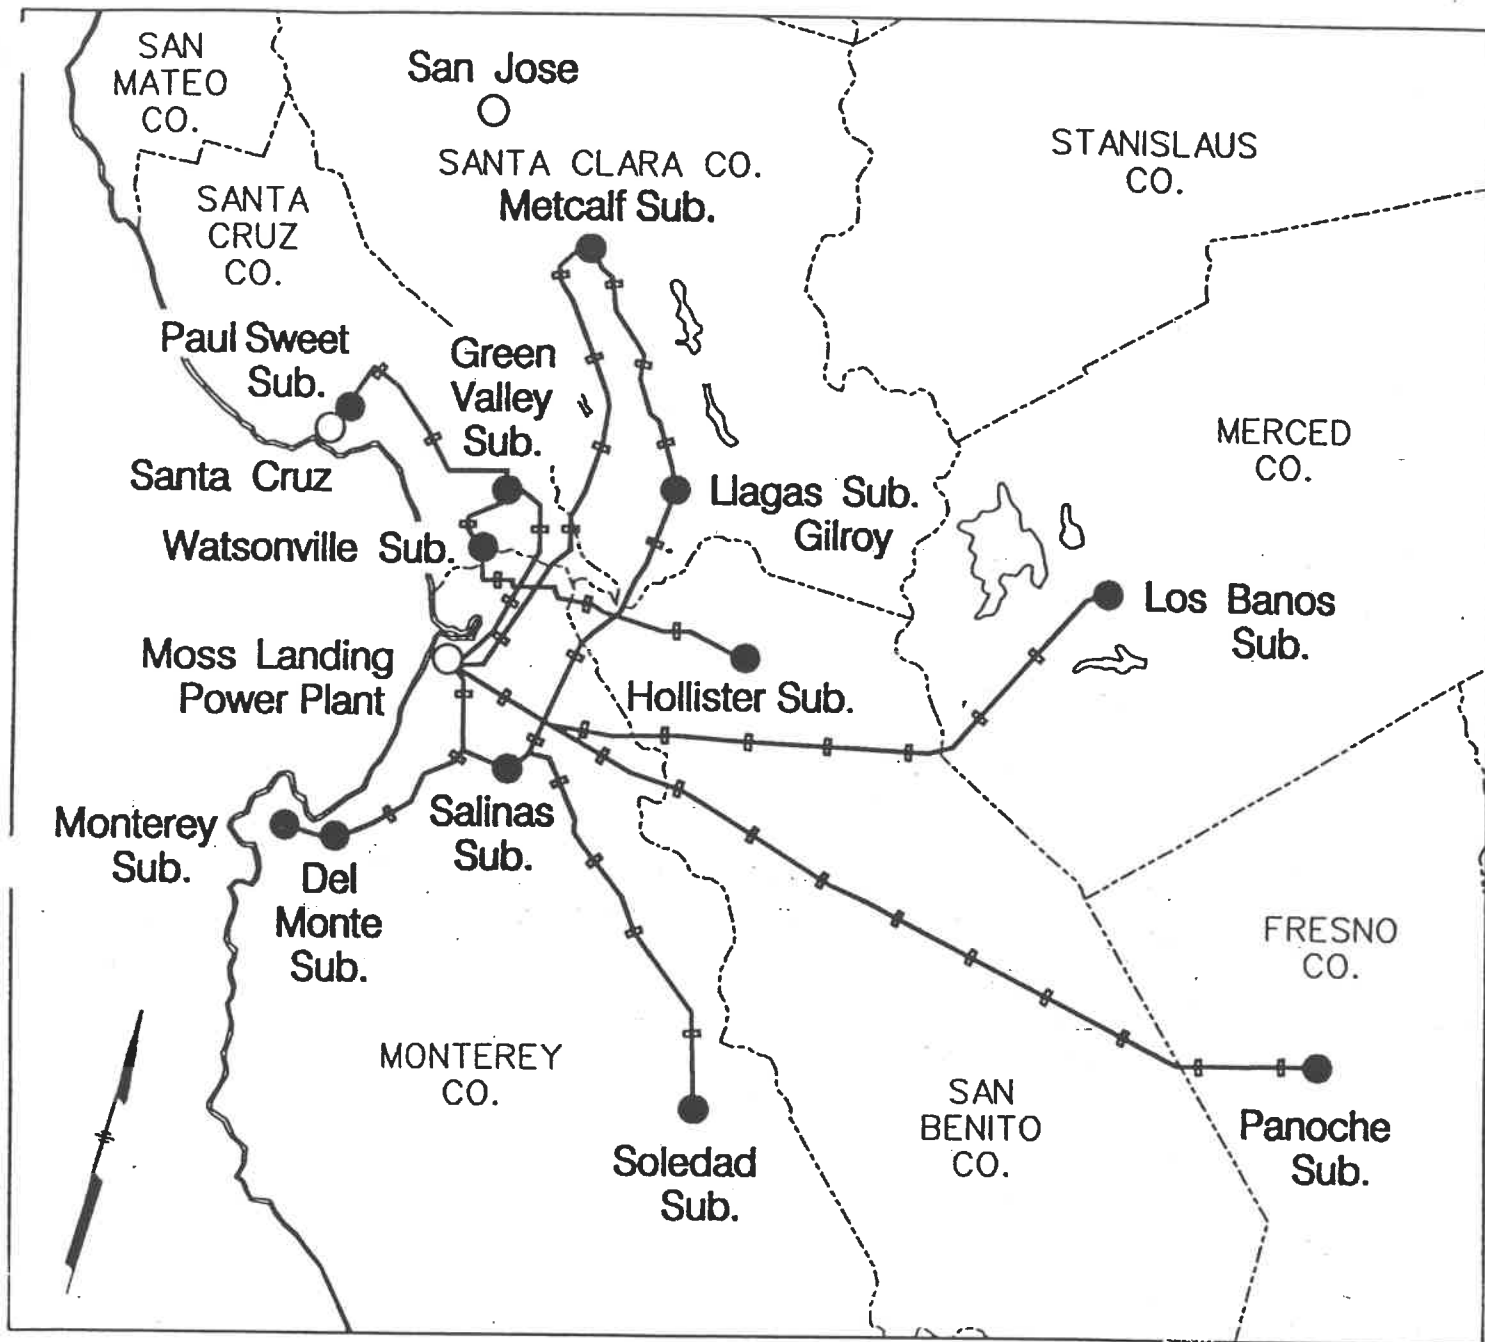 SAN
MATEO
CO.
San Jose
SANTA CLARA CO.
Metcalf Sub.
STANISLAUS
CO.
SANTA
CRUZ
CO.
Paul Sweet
Sub.
Green
Valley
Sub.
MERCED
CO.
Santa Cruz
Llagas Sub.
Gilroy
Watsonville Sub.
Los Banos
Sub.
Moss Landing
Power Plant
Hollister Sub.
Monterey
Sub.
Salinas
Sub.
Del
Monte
Sub.
FRESNO
CO.
MONTEREY
CO.
SAN
BENITO
CO.
Panoche
Sub.
Soledad
Sub.